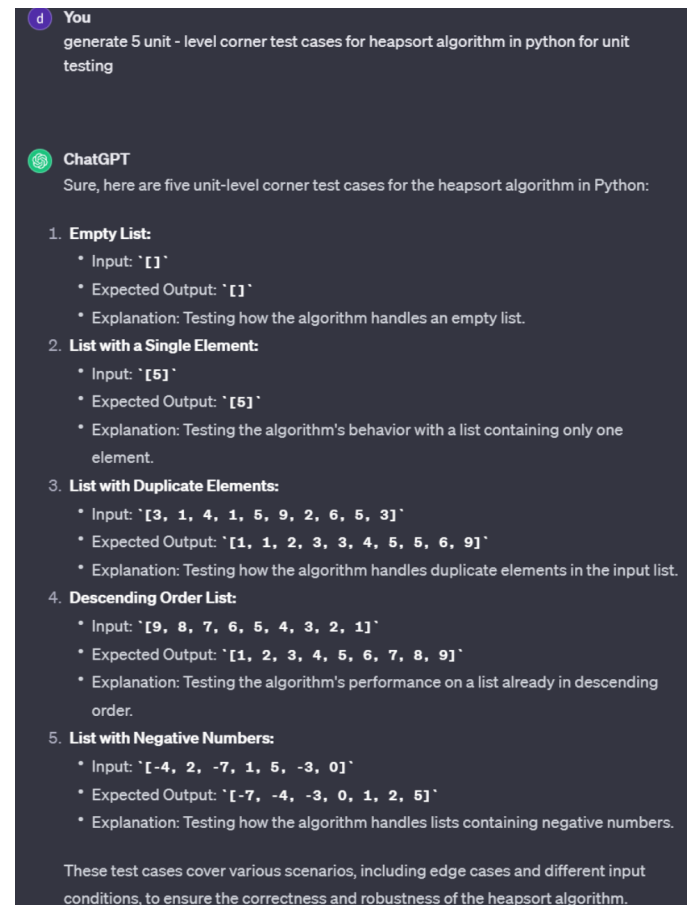 d You
generate 5 unit - level corner test cases for heapsort algorithm in python for unit
testing
ChatGPT
Sure, here are five unit-level corner test cases for the heapsort algorithm in Python:
1. Empty List:
• Input: `[]`
• Expected Output: `[]`
• Explanation: Testing how the algorithm handles an empty list.
2. List with a Single Element:
• Input: `[5]`
• Expected Output: `[5]`
• Explanation: Testing the algorithm's behavior with a list containing only one
element.
3. List with Duplicate Elements:
• Input: `[3, 1, 4, 1, 5, 9, 2, 6, 5, 3]`
• Expected Output: `[1, 1, 2, 3, 3, 4, 5, 5, 6, 9]`
• Explanation: Testing how the algorithm handles duplicate elements in the input list.
4. Descending Order List:
• Input: `[9, 8, 7, 6, 5, 4, 3, 2, 1]`
• Expected Output: `[1, 2, 3, 4, 5, 6, 7, 8, 9]`
• Explanation: Testing the algorithm's performance on a list already in descending
order.
5. List with Negative Numbers:
• Input: `[-4, 2, -7, 1, 5, -3, 0]`
• Expected Output: `[-7, -4, -3, 0, 1, 2, 5]`
• Explanation: Testing how the algorithm handles lists containing negative numbers.
These test cases cover various scenarios, including edge cases and different input
conditions, to ensure the correctness and robustness of the heapsort algorithm.